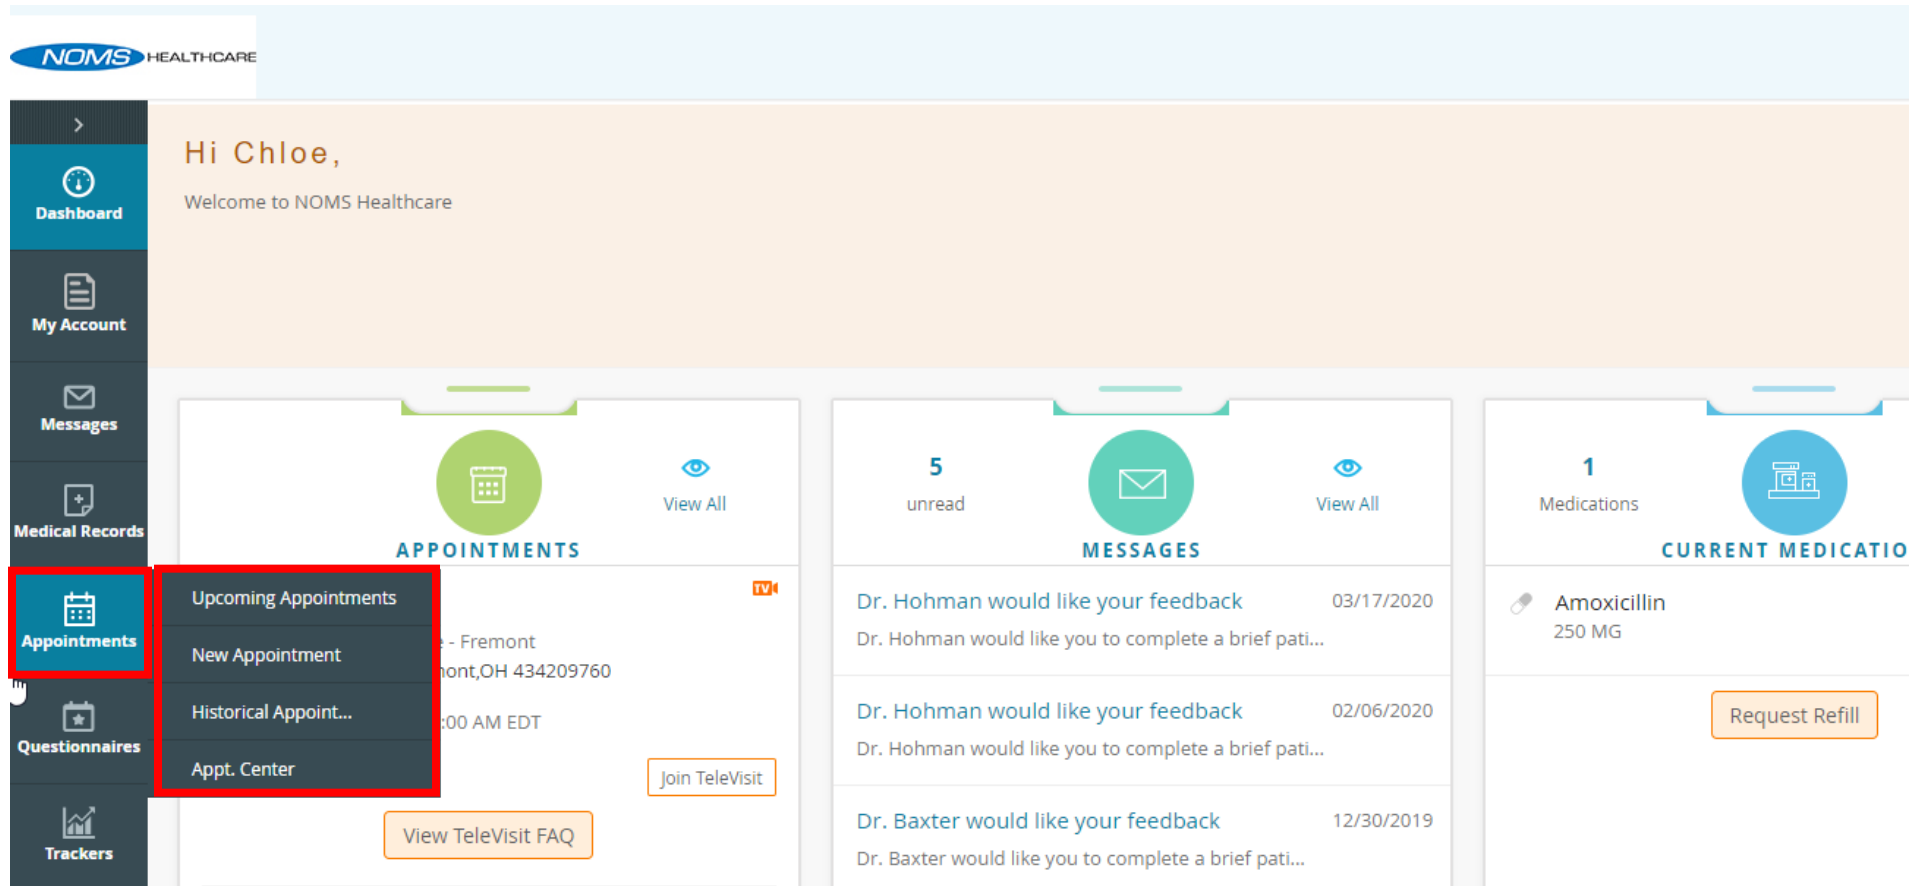 NOMS HEALTHCARE
Hi Chloe,
Welcome to NOMS Healthcare
Dashboard
My Account
Messages
Medical Records
Appointments
Questionnaires
Trackers
Upcoming Appointments
New Appointment
Historical Appoint...
Appt. Center
View All
APPOINTMENTS
TV
- Fremont
mont,OH 434209760
:00 AM EDT
Join TeleVisit
View TeleVisit FAQ
5
unread
View All
MESSAGES
Dr. Hohman would like your feedback 03/17/2020
Dr. Hohman would like you to complete a brief pati...
Dr. Hohman would like your feedback 02/06/2020
Dr. Hohman would like you to complete a brief pati...
Dr. Baxter would like your feedback 12/30/2019
Dr. Baxter would like you to complete a brief pati...
1
Medications
CURRENT MEDICATIO
Amoxicillin
250 MG
Request Refill